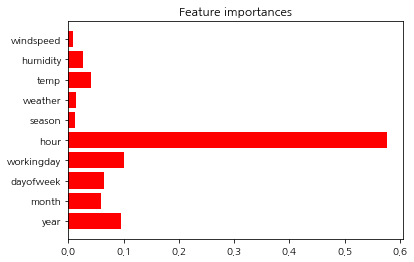 Feature importances
windspeed
humidity
temp
weather
season
hour
workingday
dayofweek
month
year
0.0 0.1 0.2 0.3 0.4 0.5 0.6